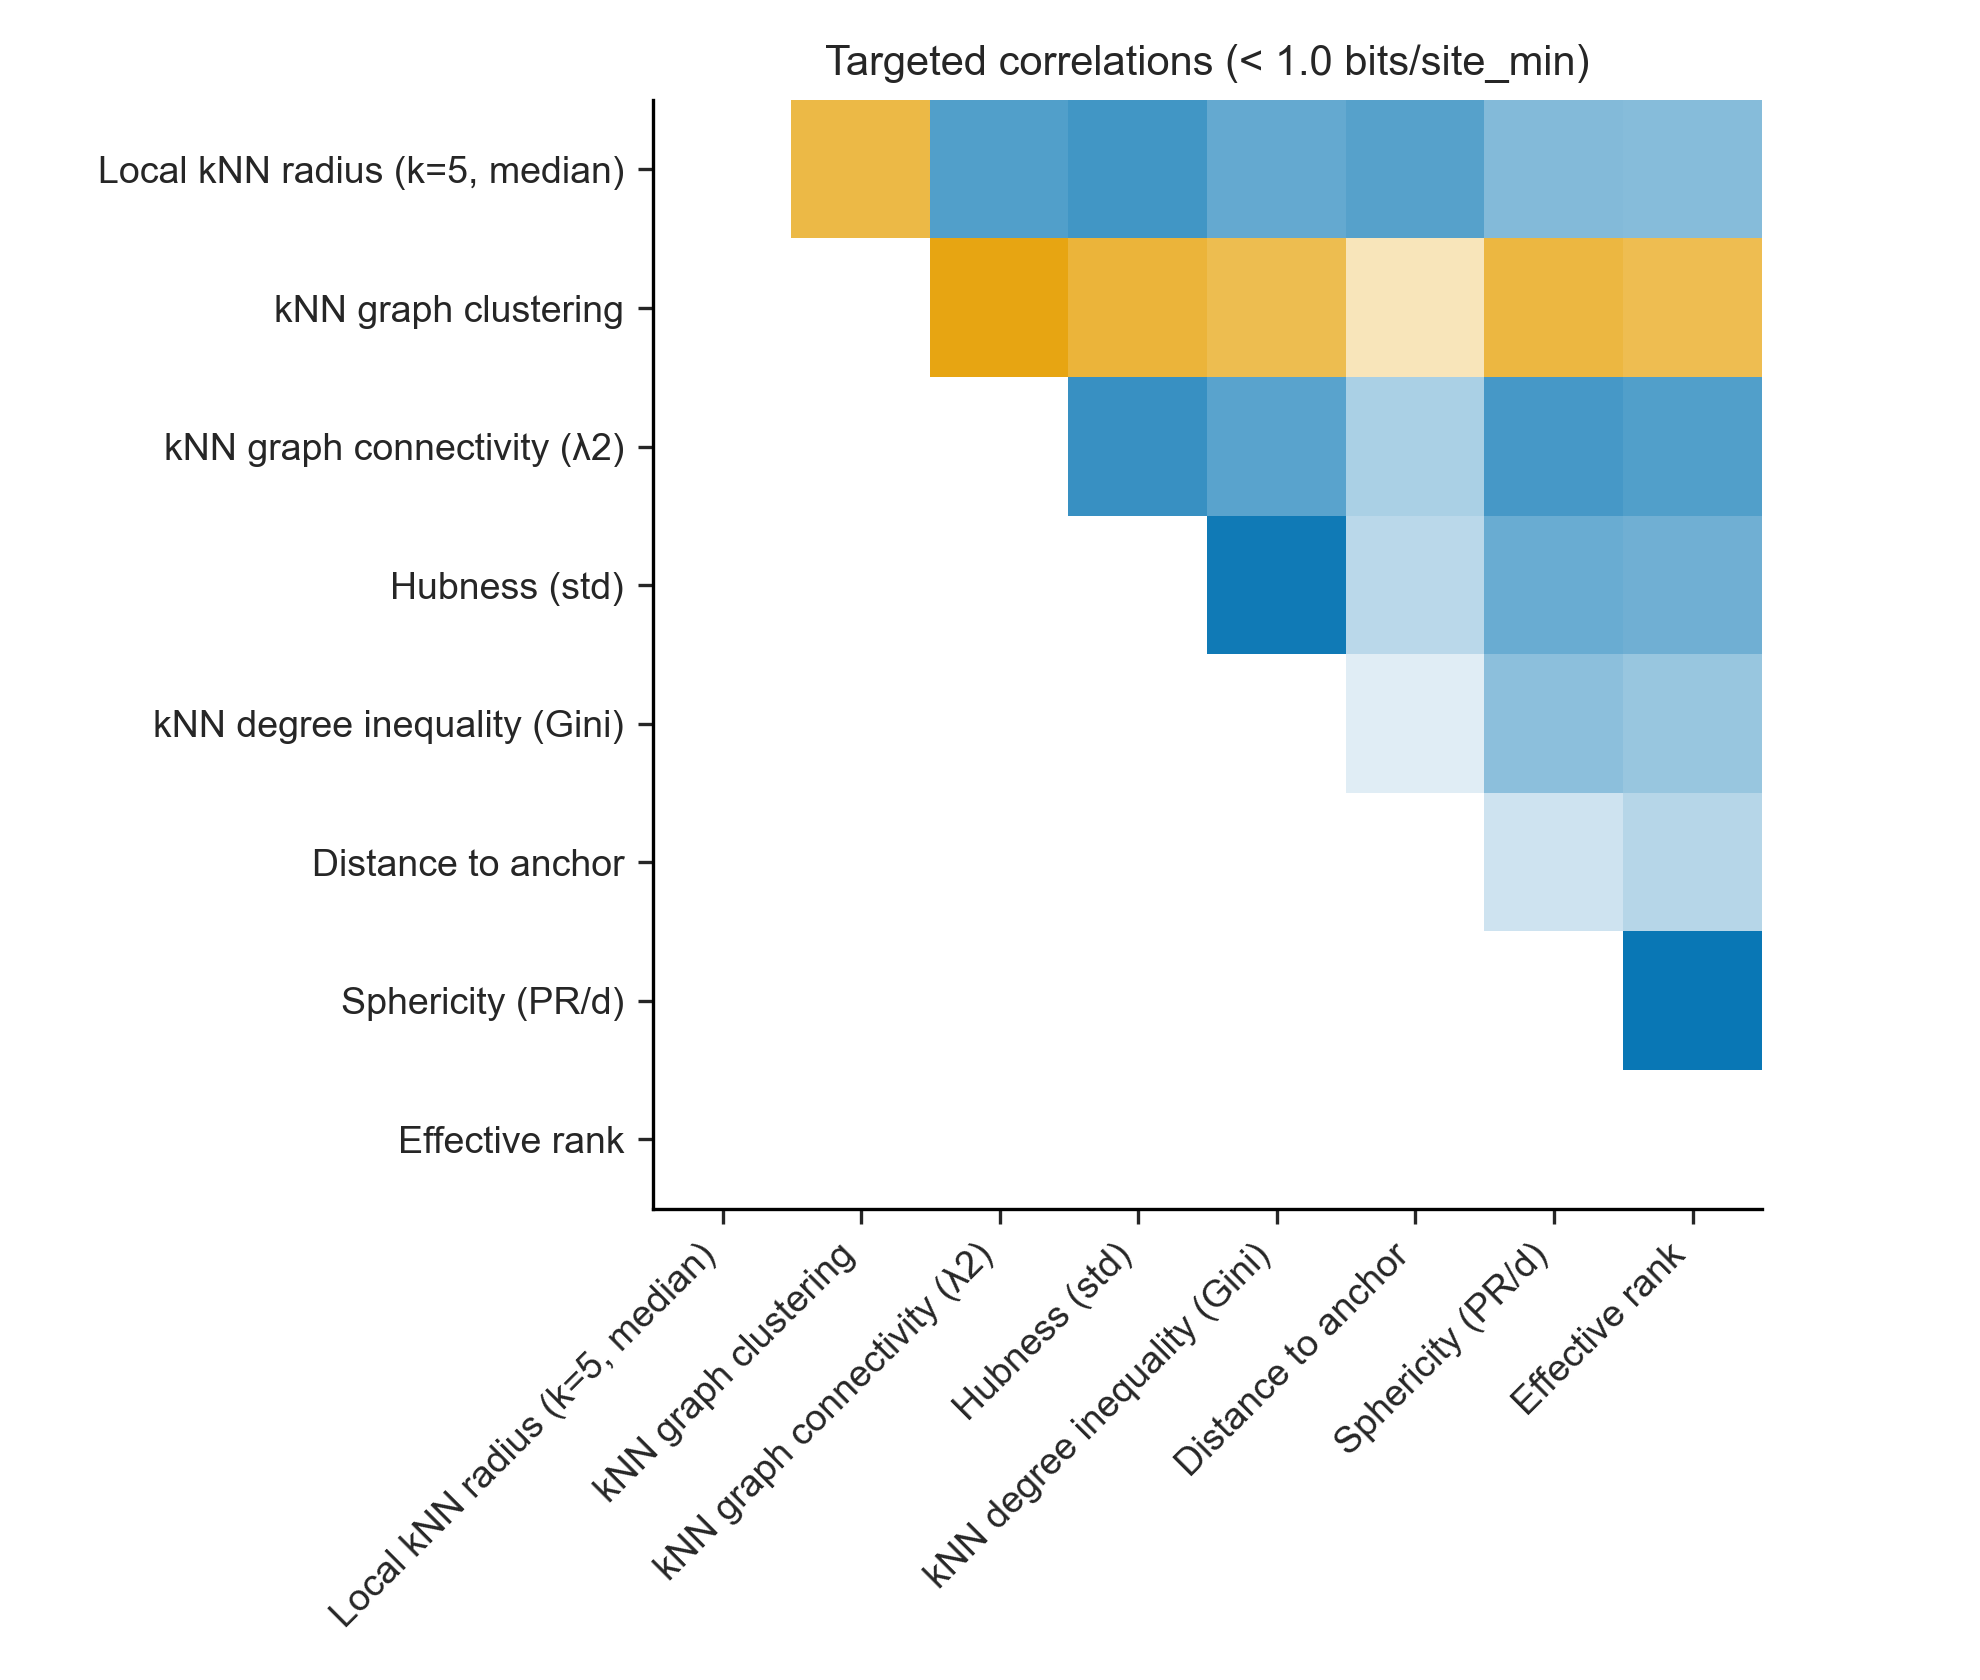 Targeted correlations (< 1.0 bits/site_min)
Local kNN radius (k=5, median)
kNN graph clustering
kNN graph connectivity (λ2)
Hubness (std)
kNN degree inequality (Gini)
Distance to anchor
Sphericity (PR/d)
Effective rank
Local kNN radius (k=5, median)
kNN graph clustering
kNN graph connectivity (λ2)
Hubness (std)
kNN degree inequality (Gini)
Distance to anchor
Sphericity (PR/d)
Effective rank